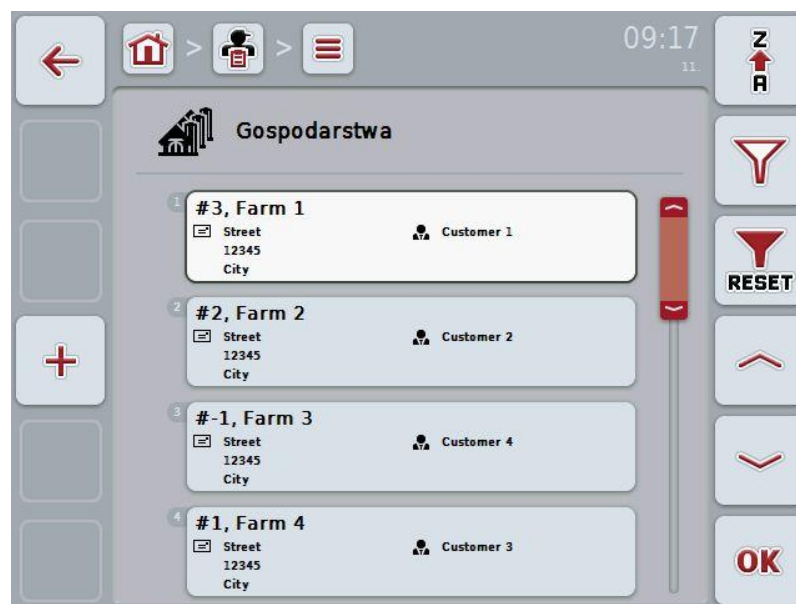 > >
09:17
11.
Z
A
Gospodarstwa
1
#3, Farm 1
Street
12345
City
Customer 1
RESET
2
#2, Farm 2
Street
12345
City
Customer 2
3
#-1, Farm 3
Street
12345
City
Customer 4
4
#1, Farm 4
Street
12345
City
Customer 3
OK